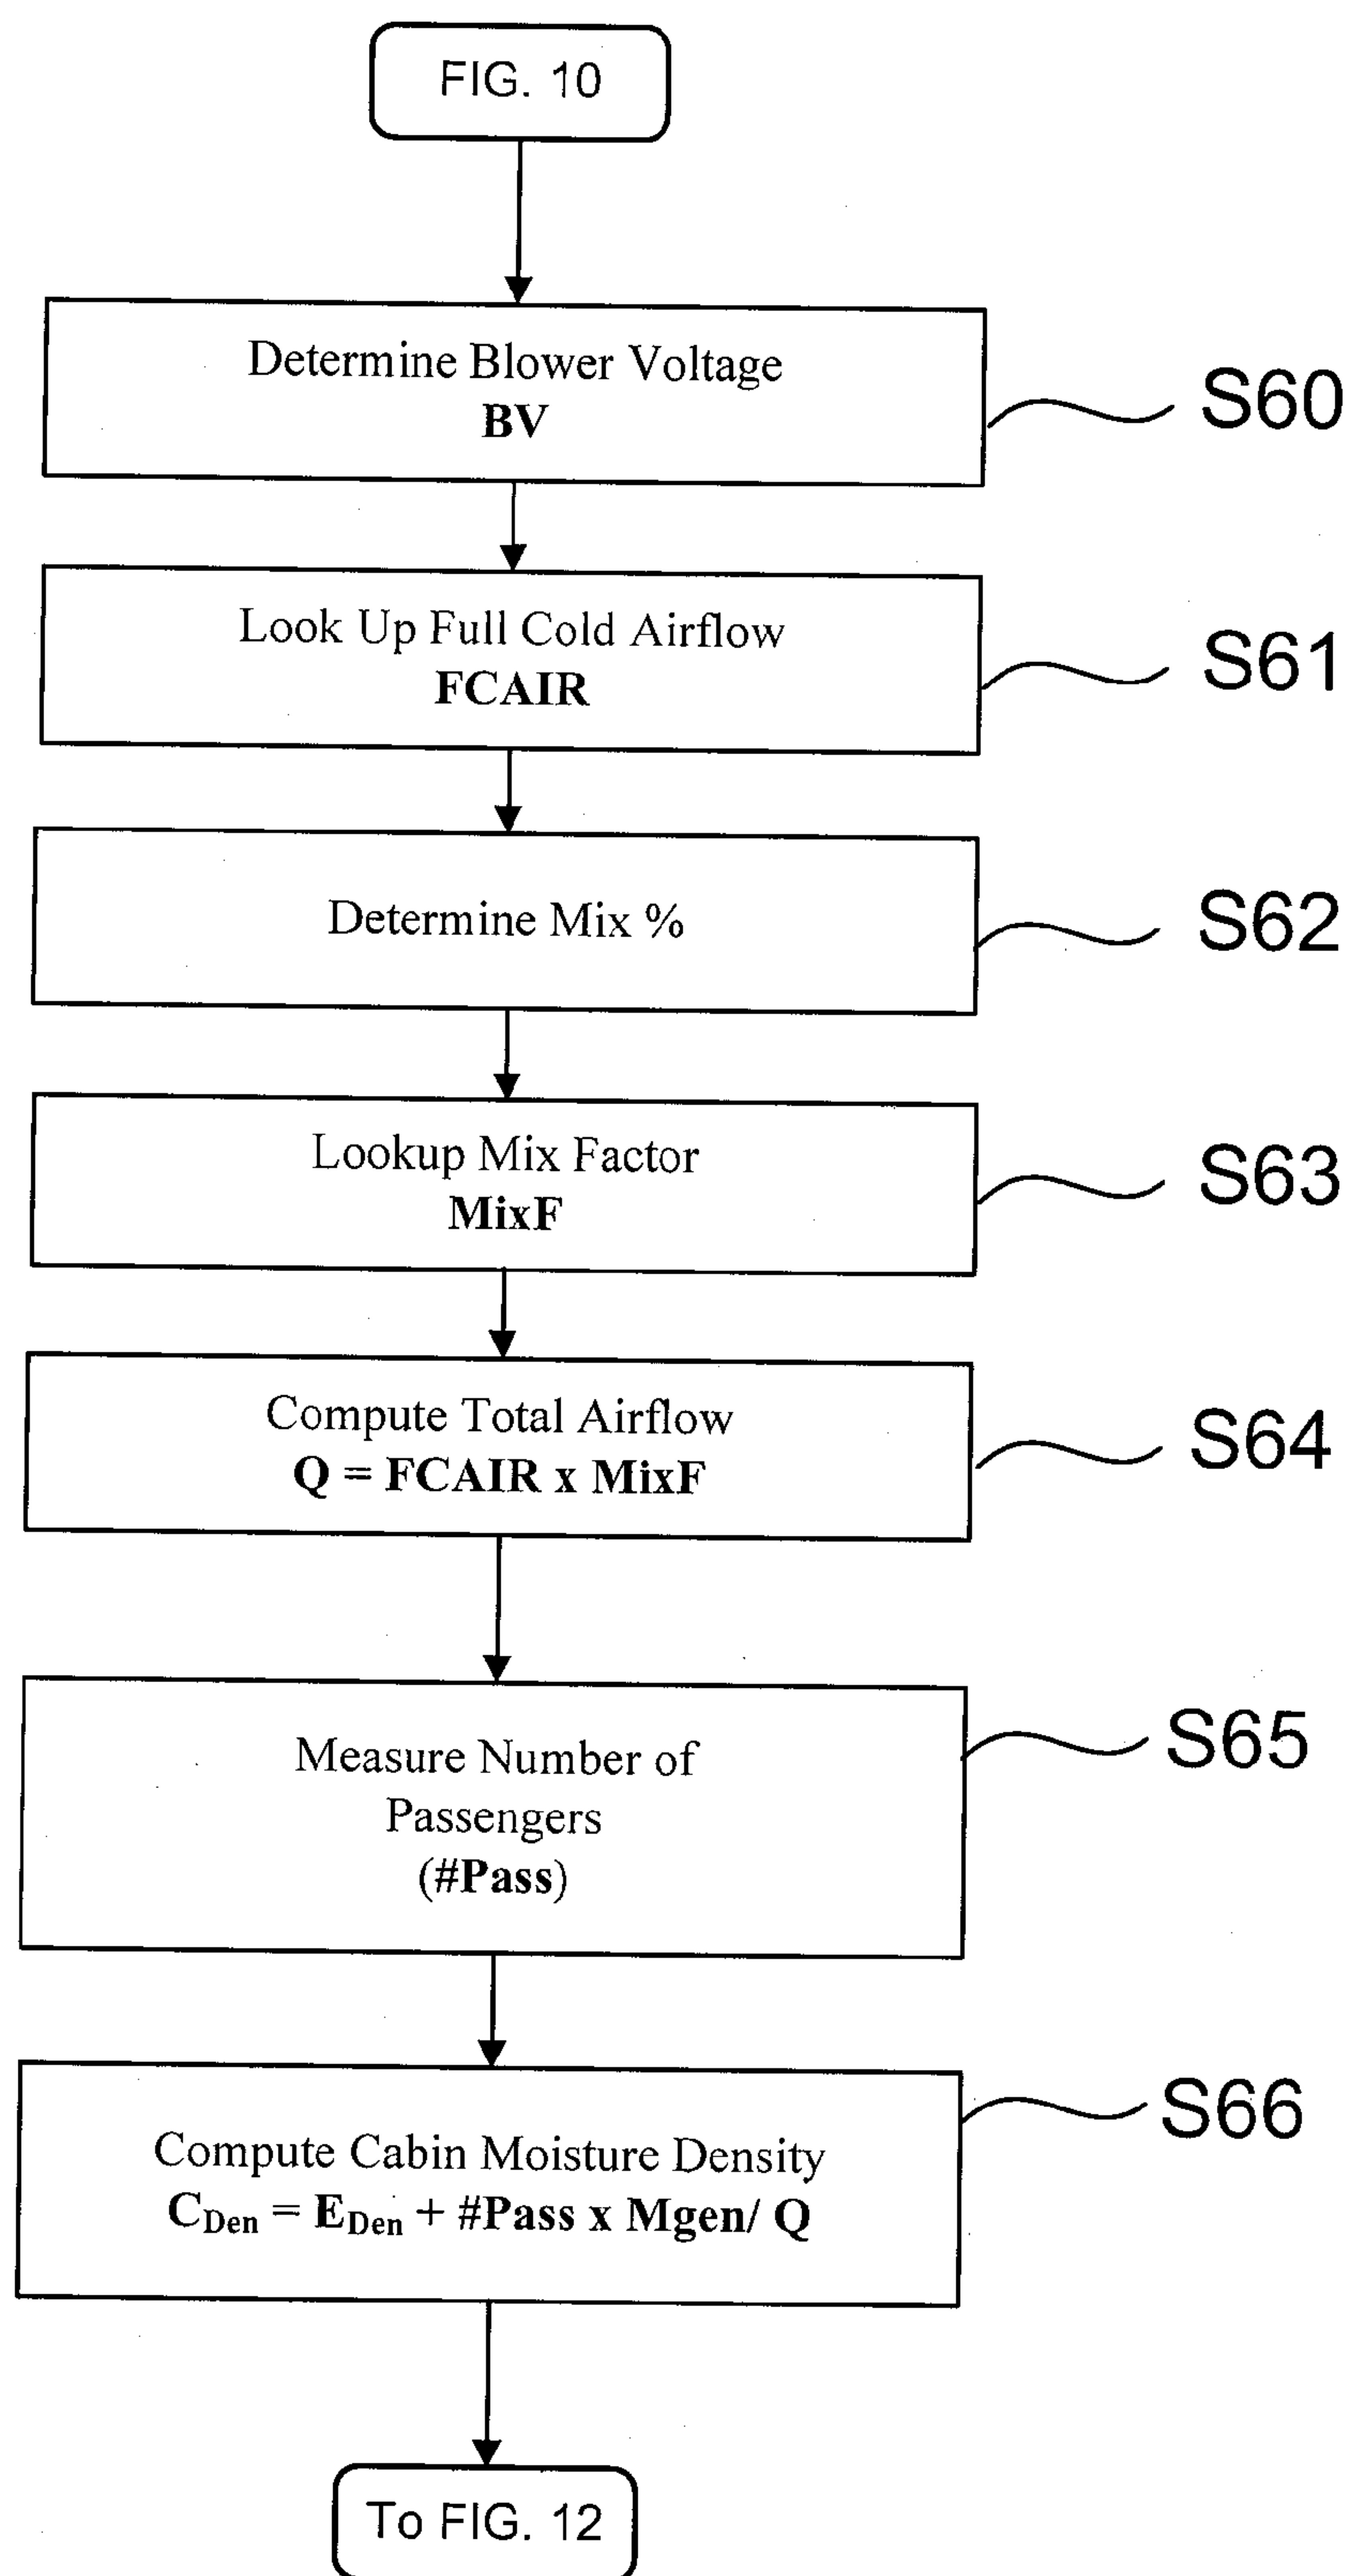 FIG. 10
Determine Blower Voltage
BV
S60
Look Up Full Cold Airflow
FCAIR
S61
Determine Mix %
S62
Lookup Mix Factor
MixF
S63
Compute Total Airflow
Q = FCAIR x MixF
S64
Measure Number of
Passengers
(#Pass)
S65
Compute Cabin Moisture Density
C_Den = E_Den + #Pass x Mgen/ Q
S66
To FIG. 12